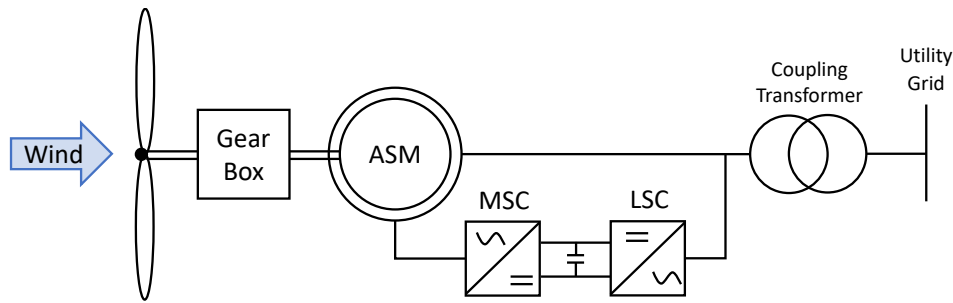 Wind
Gear
Box
ASM
MSC
LSC
Coupling
Transformer
Utility
Grid